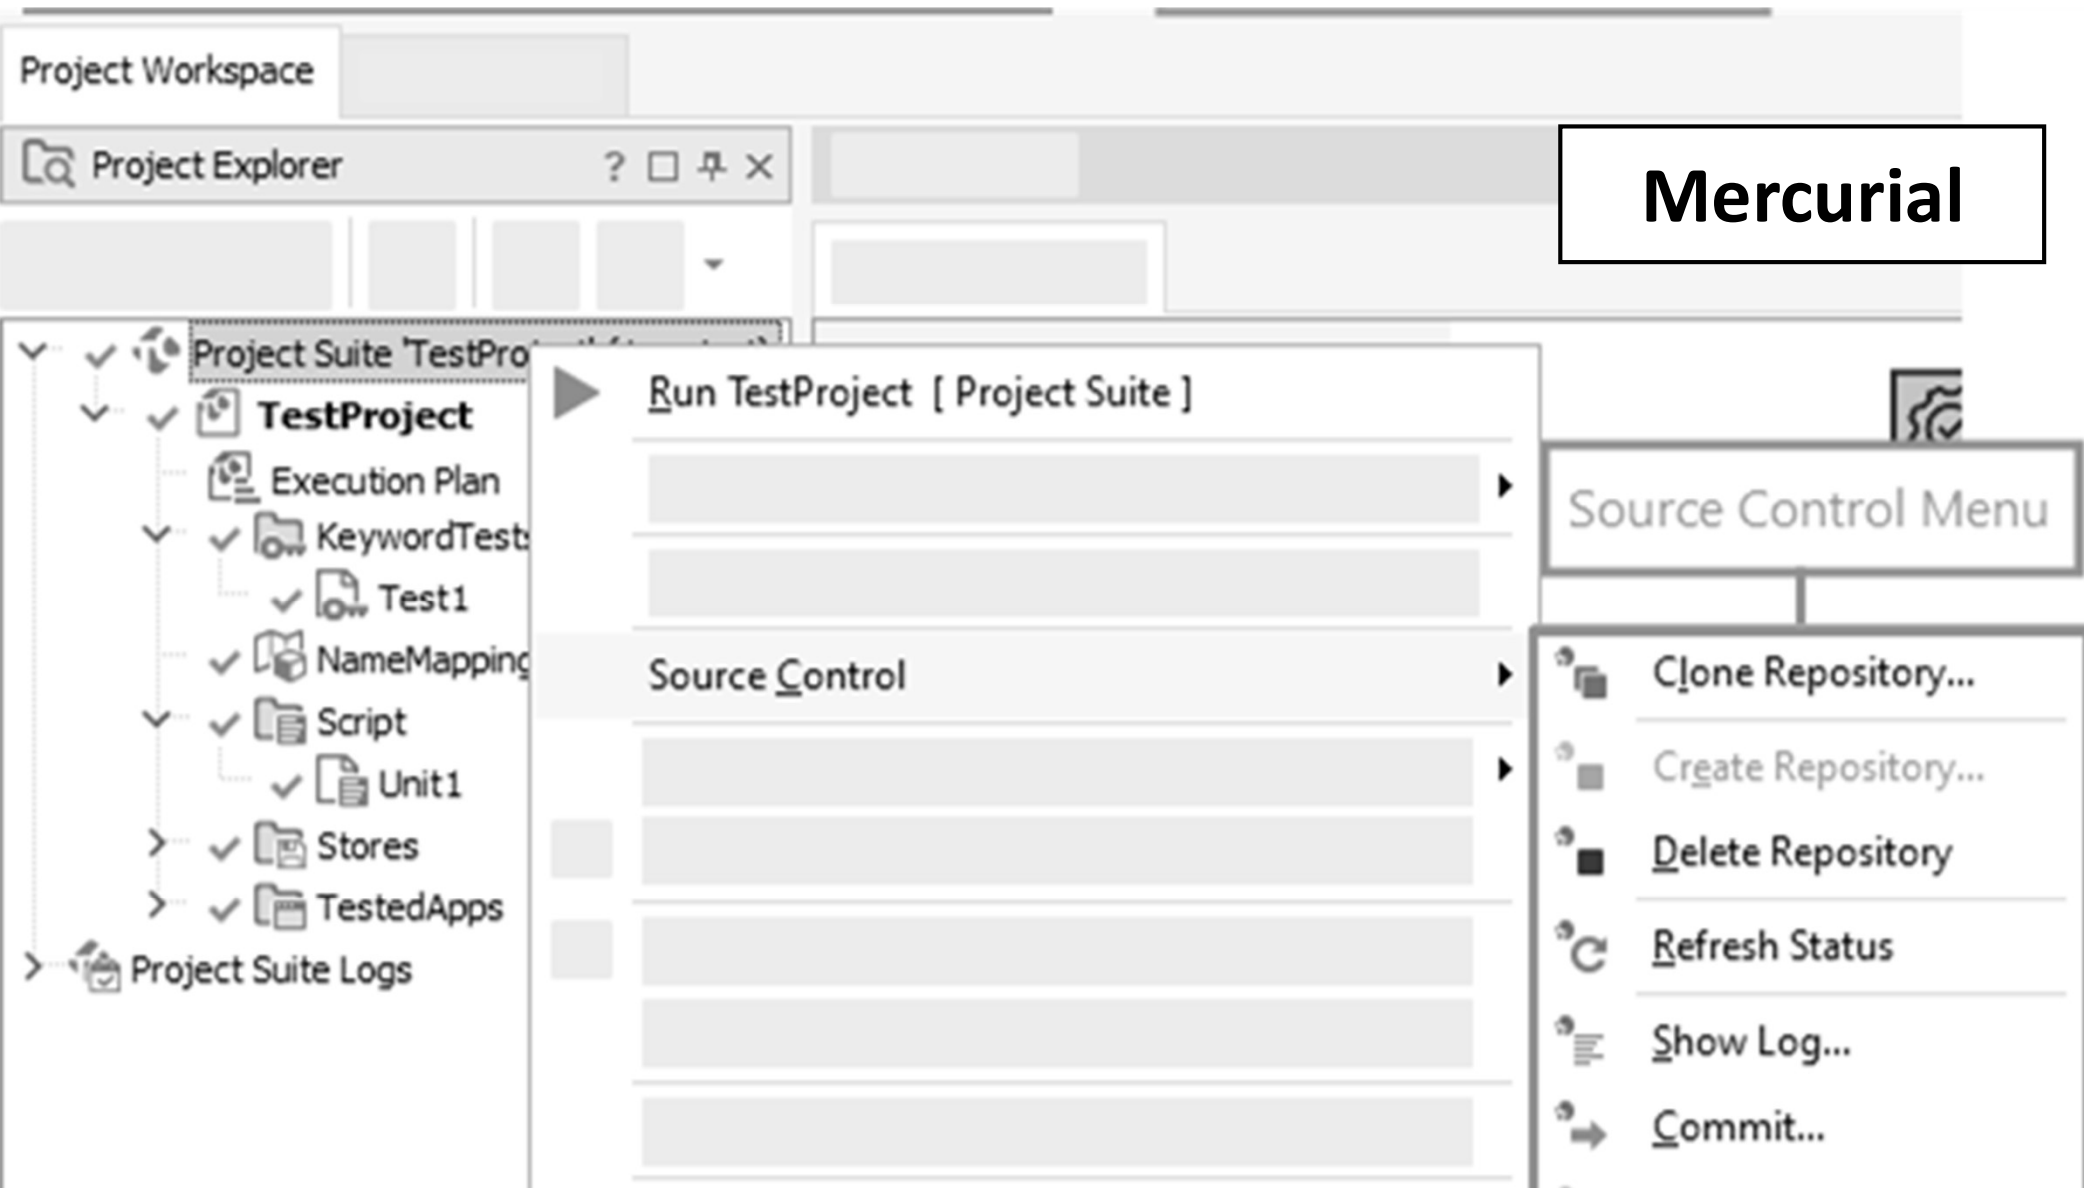 Project Workspace
Project Explorer ?
Mercurial
Project Suite 'TestPro
TestProject
Execution Plan
KeywordTests
Test1
NameMapping
Script
Unit1
Stores
TestedApps
Project Suite Logs
Run TestProject [ Project Suite ]
Source Control
Source Control Menu
Clone Repository...
Create Repository...
Delete Repository
Refresh Status
Show Log...
Commit...